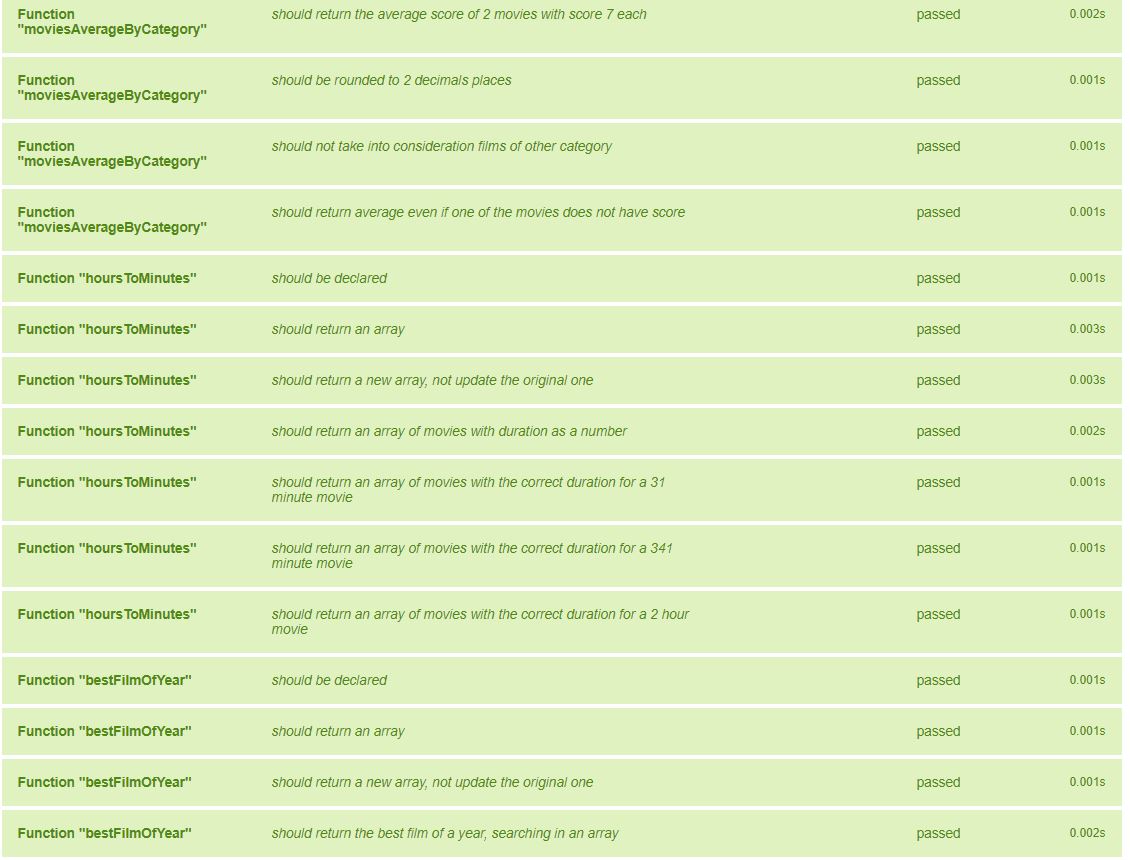 Function should return the average score of 2 movies with score 7 each passed 0.002s
"moviesAverageByCategory"
Function should be rounded to 2 decimals places passed 0.001s
"moviesAverageByCategory"
Function should not take into consideration films of other category passed 0.001s
"moviesAverageByCategory"
Function should return average even if one of the movies does not have score passed 0.001s
"moviesAverageByCategory"
Function "hoursToMinutes" should be declared passed 0.001s
Function "hoursToMinutes" should return an array passed 0.003s
Function "hoursToMinutes" should return a new array, not update the original one passed 0.003s
Function "hoursToMinutes" should return an array of movies with duration as a number passed 0.002s
Function "hoursToMinutes" should return an array of movies with the correct duration for a 31 passed 0.001s
minute movie
Function "hoursToMinutes" should return an array of movies with the correct duration for a 341 passed 0.001s
minute movie
Function "hoursToMinutes" should return an array of movies with the correct duration for a 2 hour passed 0.001s
movie
Function "bestFilmOfYear" should be declared passed 0.001s
Function "bestFilmOfYear" should return an array passed 0.001s
Function "bestFilmOfYear" should return a new array, not update the original one passed 0.001s
Function "bestFilmOfYear" should return the best film of a year, searching in an array passed 0.002s